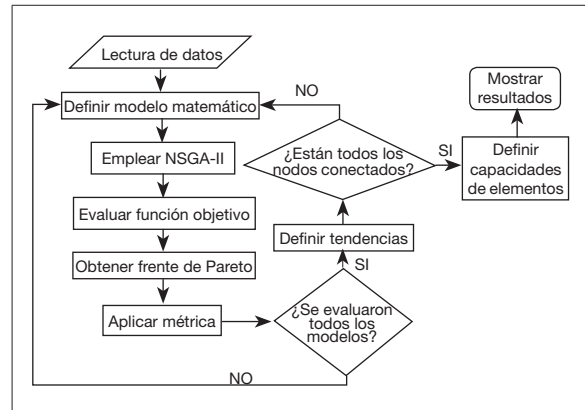 Lectura de datos
Definir modelo matemático
Emplear NSGA-II
Evaluar función objetivo
Obtener frente de Pareto
Aplicar métrica
¿Se evaluaron
todos los
modelos?
NO
SI
Definir tendencias
¿Están todos los
nodos conectados?
NO
SI
Definir
capacidades
de elementos
Mostrar
resultados